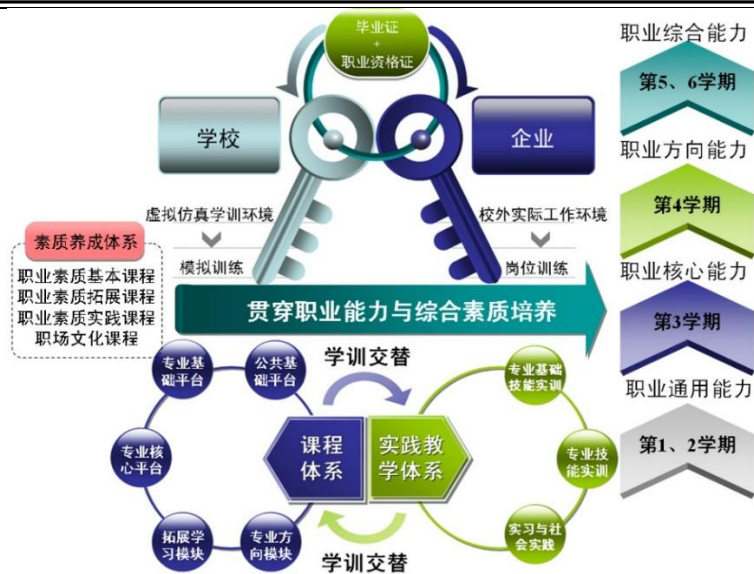 毕业证
+
职业资格证
学校
企业
虚拟仿真学训环境
校外实际工作环境
模拟训练
岗位训练
素质养成体系
职业素质基本课程
职业素质拓展课程
职业素质实践课程
职场文化课程
贯穿职业能力与综合素质培养
学训交替
专业基
础平台
公共基
础平台
专业核
心平台
拓展学
习模块
专业方
向模块
课程
体系
实践教
学体系
专业基础
技能实训
专业技
能实训
实习与社
会实践
学训交替
职业综合能力
第5、6学期
职业方向能力
第4学期
职业核心能力
第3学期
职业通用能力
第1、2学期